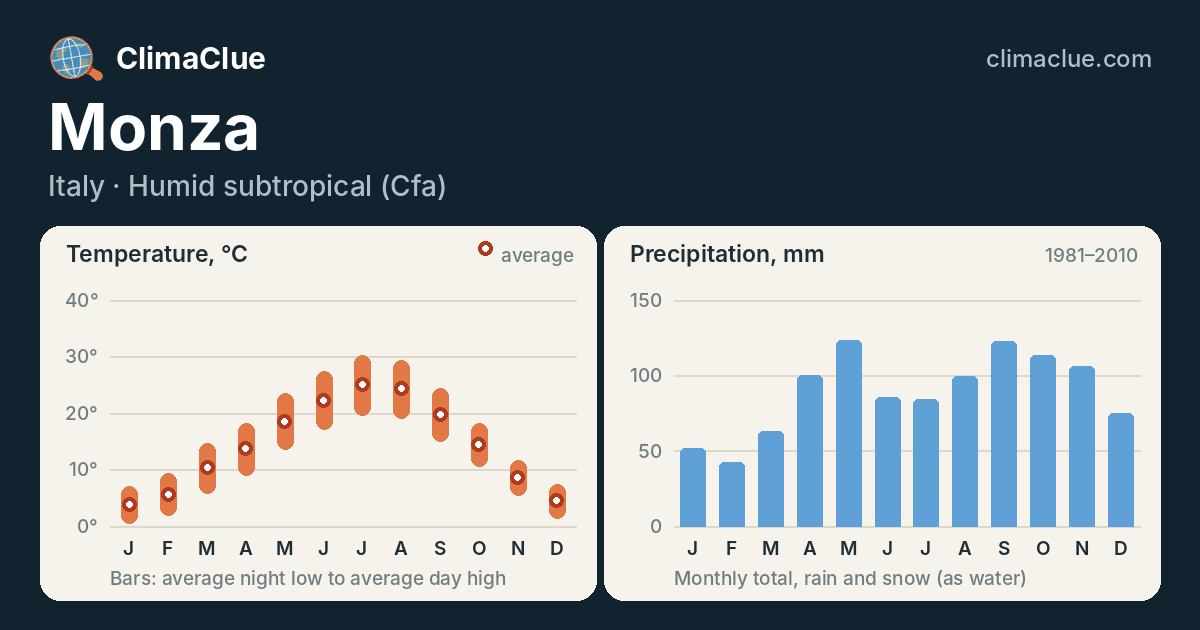 ClimaClue
climaclue.com
Monza
Italy · Humid subtropical (Cfa)
Temperature, °C
average
40°
30°
20°
10°
0°
J F M A M J J A S O N D
Bars: average night low to average day high
Precipitation, mm
1981–2010
150
100
50
0
J F M A M J J A S O N D
Monthly total, rain and snow (as water)